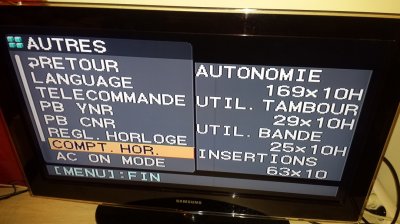 AUTRES
RETOUR
LANGUAGE
TELECOMMANDE
PB YNR
PB CNR
REGL. HORLOGE
COMPT. HOR.
AC ON MODE
[MENU]:FIN
AUTONOMIE
169x10H
UTIL. TAMBOUR
29x10H
UTIL. BANDE
25x10H
INSERTIONS
63x10
SAMSUNG